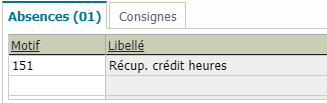 Absences (01) Consignes
Motif Libellé
151 Récup. crédit heures